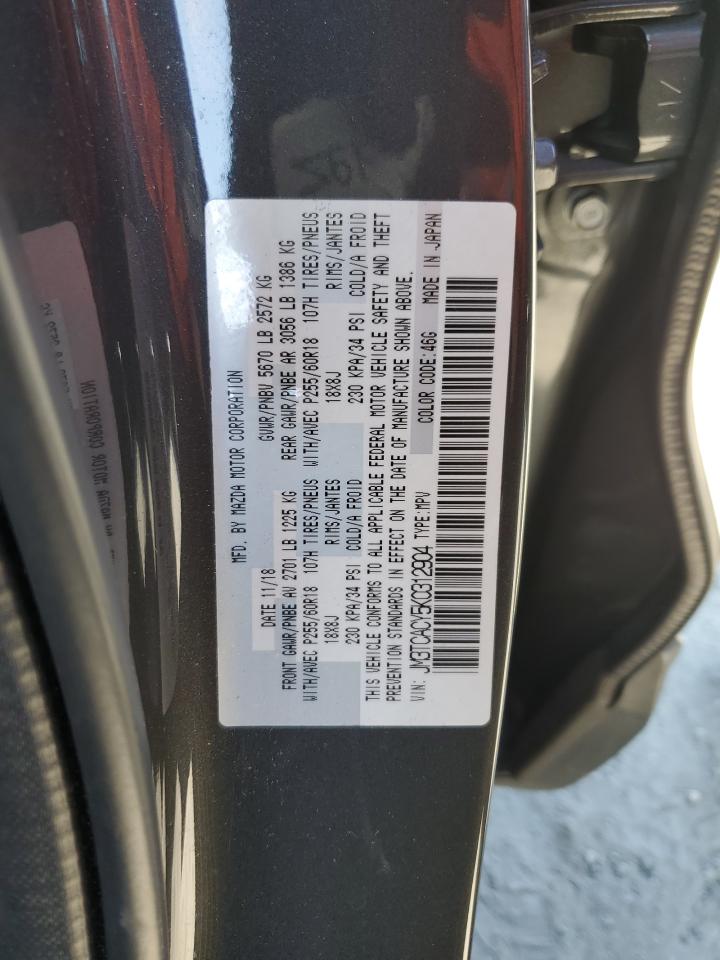 MFD. BY MAZDA MOTOR CORPORATION
DATE 11/18 GVWR/PNBV 5670 LB 2572 KG
FRONT GAWR/PNBE AV 2701 LB 1225 KG REAR GAWR/PNBE AR 3056 LB 1386 KG
WITH/AVEC P255/60R18 107H TIRES/PNEUS WITH/AVEC P255/60R18 107H TIRES/PNEUS
18X8J RIMS/JANTES 18X8J RIMS/JANTES
230 KPA/34 PSI COLD/A FROID 230 KPA/34 PSI COLD/A FROID
THIS VEHICLE CONFORMS TO ALL APPLICABLE FEDERAL MOTOR VEHICLE SAFETY AND THEFT
PREVENTION STANDARDS IN EFFECT ON THE DATE OF MANUFACTURE SHOWN ABOVE.
VIN: JM3TCACY5K0312904 TYPE:MPV COLOR CODE:46G MADE IN JAPAN